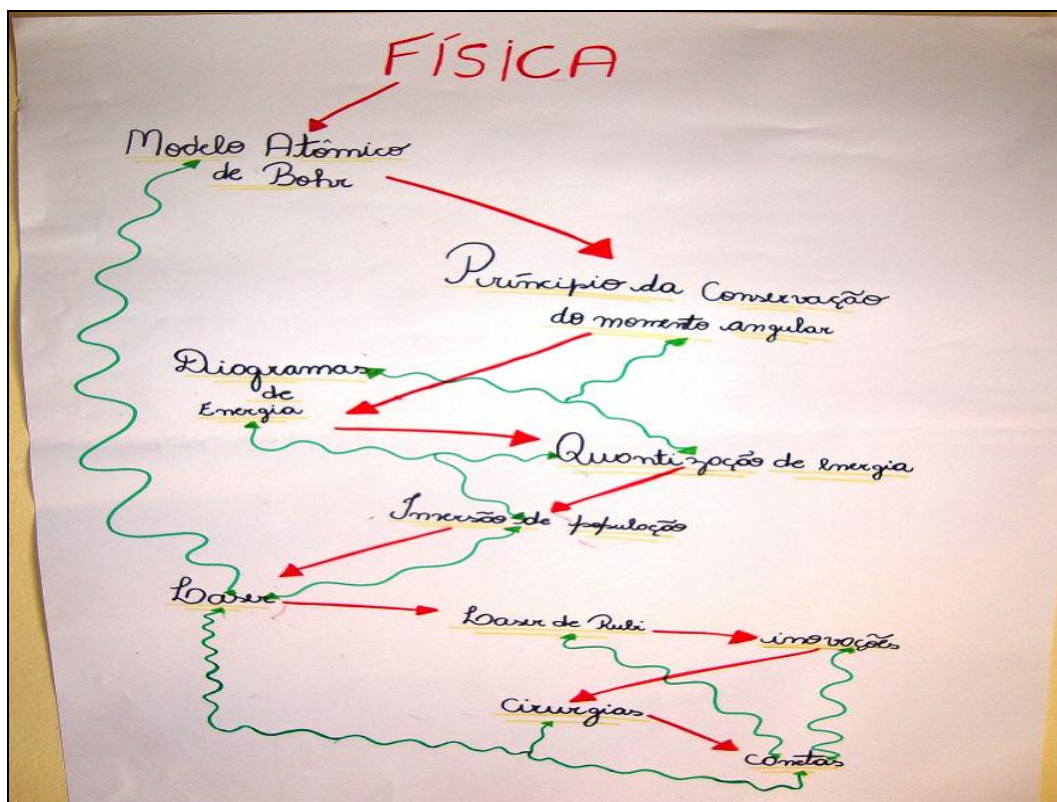 FÍSICA
Modelo Atômico
de Bohr
Princípio da Conservação
do momento angular
Diagramas
de
Energia
Quantização de energia
Inversão de população
Laser
Laser de Rubi
inovações
Cirurgias